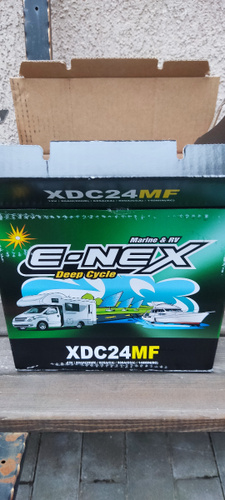 XDC24MF
Marine & RV
E-NEX
Deep Cycle
XDC24MF